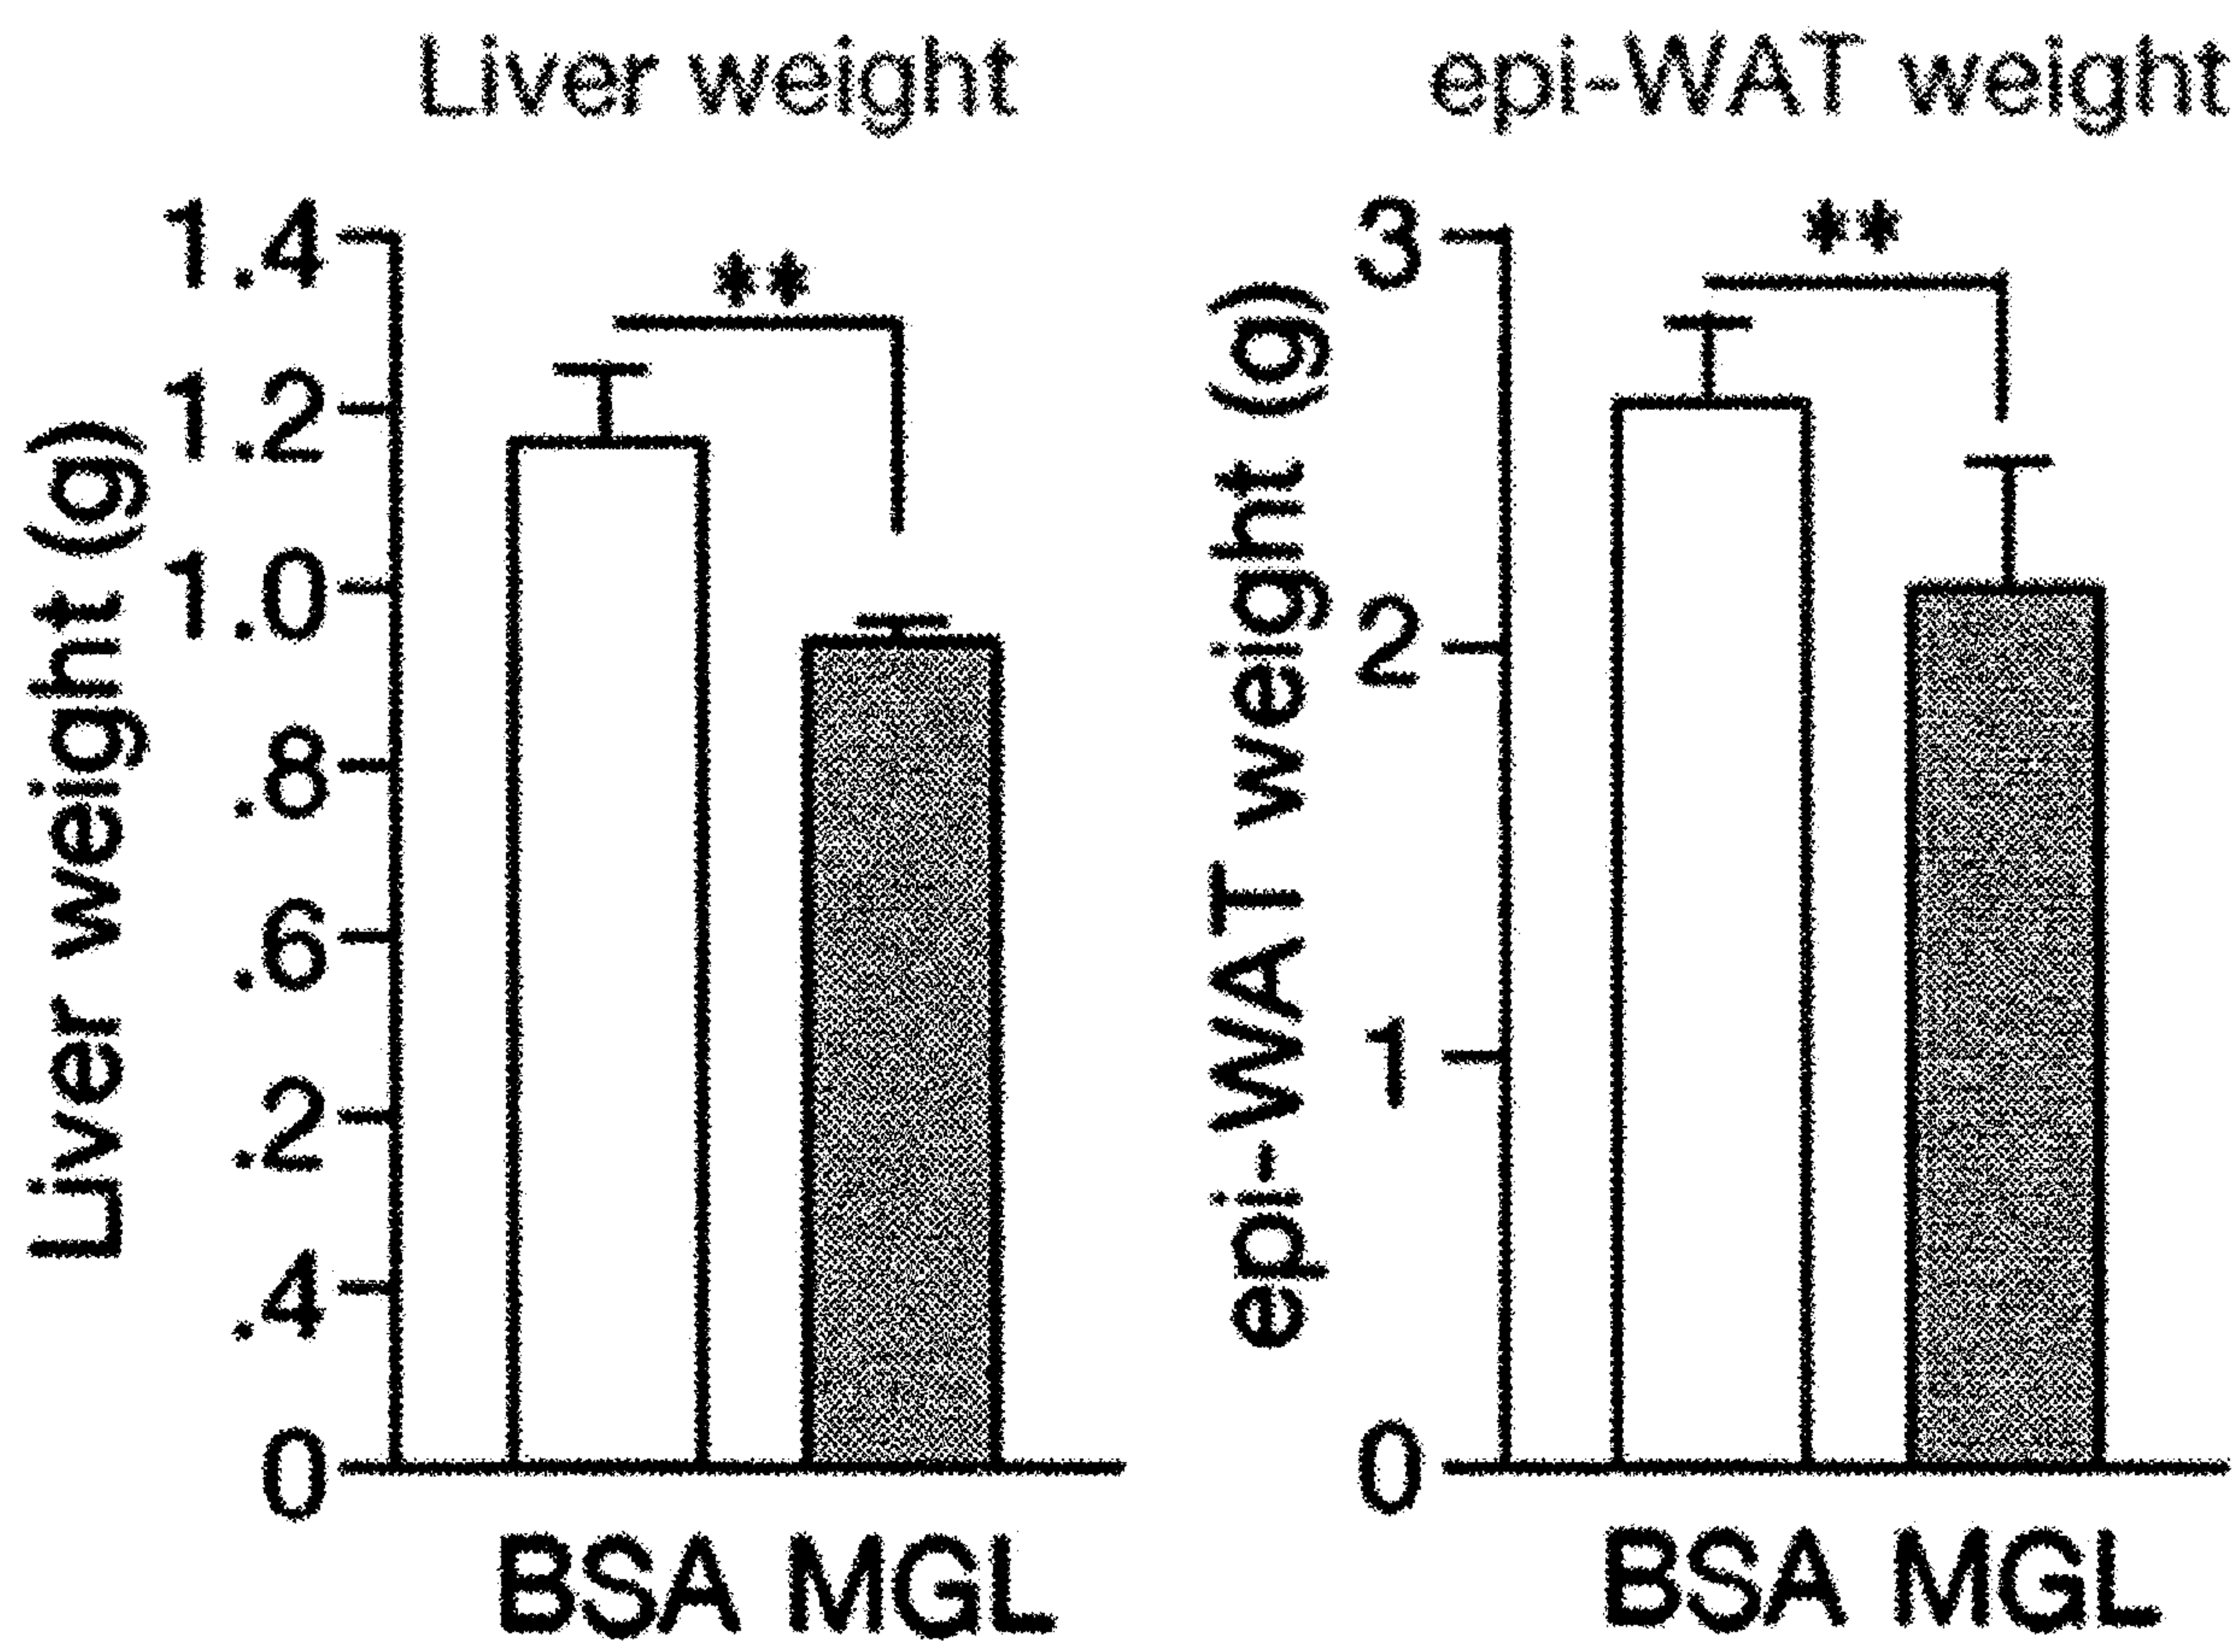 Liver weight
Liver weight (g)
1.4
1.2
1.0
.8
.6
.2
.4
0
**
BSA MGL
epi-WAT weight
epi-WAT weight (g)
3
2
1
0
**
BSA MGL